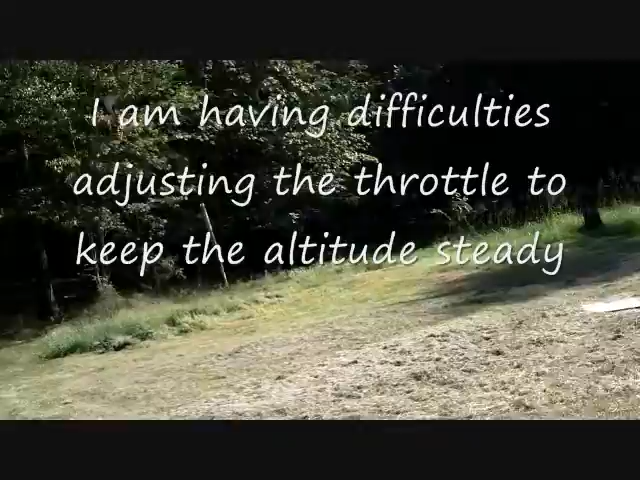 I am having difficulties
adjusting the throttle to
keep the altitude steady